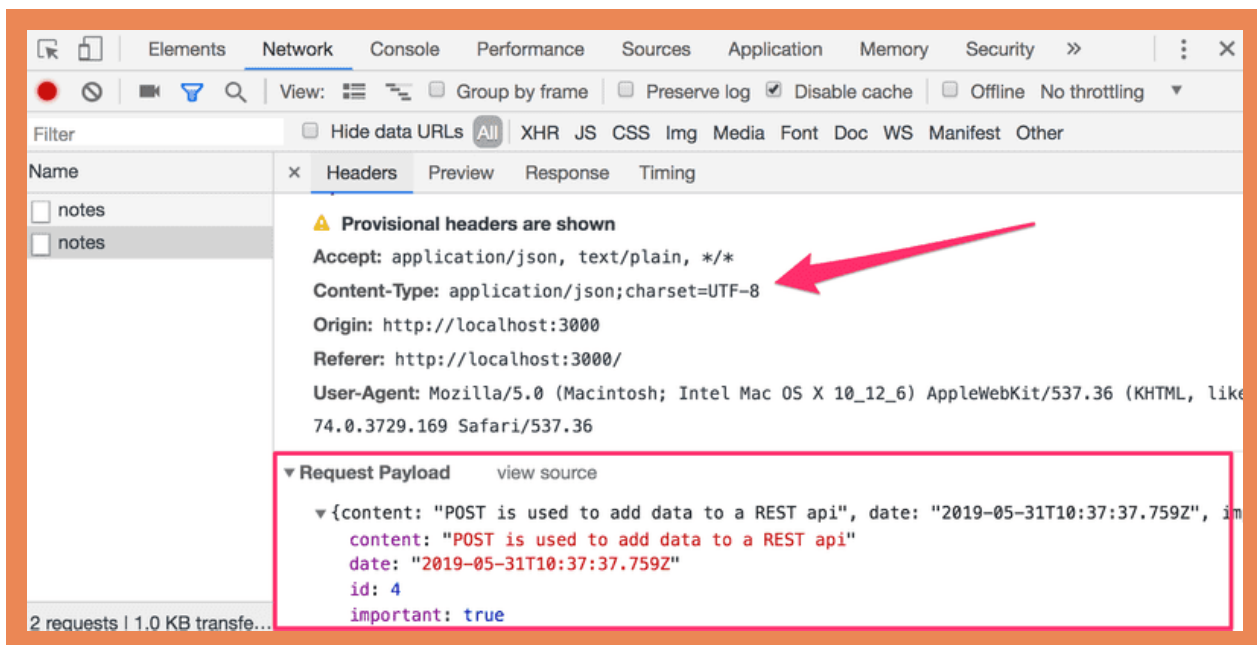 Elements Network Console Performance Sources Application Memory Security »
View: Group by frame Preserve log Disable cache Offline No throttling ▼
Filter Hide data URLs All XHR JS CSS Img Media Font Doc WS Manifest Other
Name × Headers Preview Response Timing
notes
notes
Provisional headers are shown
Accept: application/json, text/plain, */*
Content-Type: application/json;charset=UTF-8
Origin: http://localhost:3000
Referer: http://localhost:3000/
User-Agent: Mozilla/5.0 (Macintosh; Intel Mac OS X 10_12_6) AppleWebKit/537.36 (KHTML, like
74.0.3729.169 Safari/537.36
▼ Request Payload view source
▼ {content: "POST is used to add data to a REST api", date: "2019-05-31T10:37:37.759Z", im
content: "POST is used to add data to a REST api"
date: "2019-05-31T10:37:37.759Z"
id: 4
important: true
2 requests | 1.0 KB transfe...